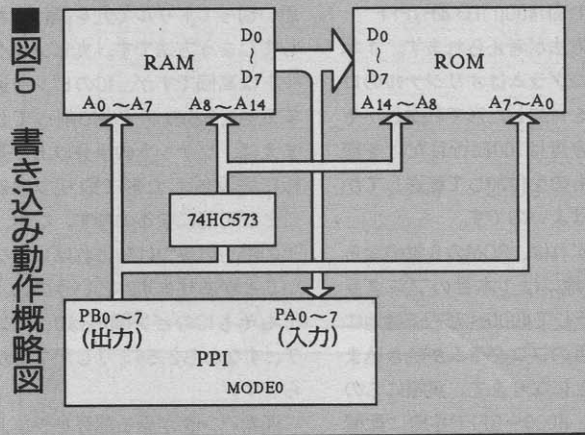 ■図5 書き込み動作概略図
RAM
D0
D7
A0～A7
A8～A14
ROM
D0
D7
A14～A8
A7～A0
74HC573
PB0～7
(出力)
PA0～7
(入力)
PPI
MODE0